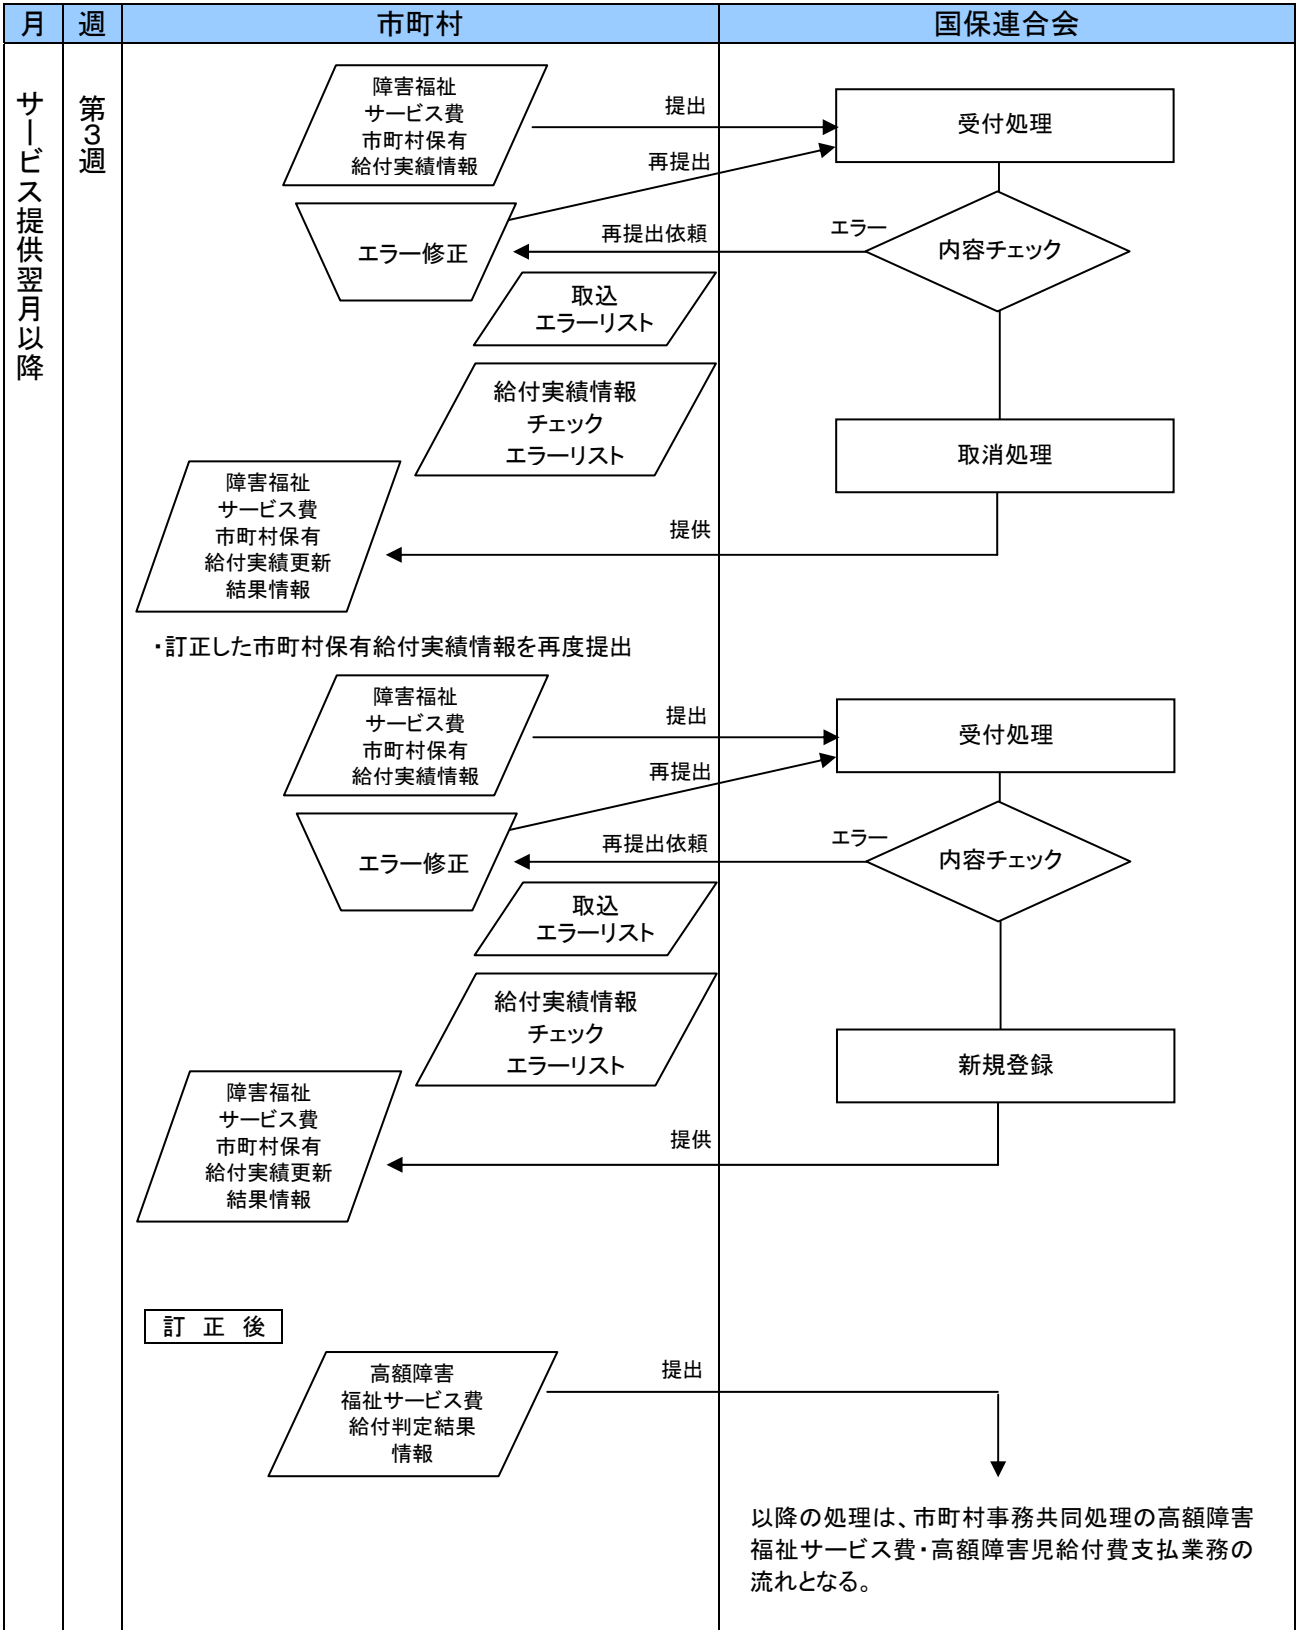 月
週
市町村
国保連合会
サービス提供翌月以降
第3週
障害福祉
サービス費
市町村保有
給付実績情報
提出
受付処理
再提出
エラー修正
再提出依頼
エラー
内容チェック
取込
エラーリスト
給付実績情報
チェック
エラーリスト
取消処理
障害福祉
サービス費
市町村保有
給付実績更新
結果情報
提供
・訂正した市町村保有給付実績情報を再度提出
障害福祉
サービス費
市町村保有
給付実績情報
提出
受付処理
再提出
エラー修正
再提出依頼
エラー
内容チェック
取込
エラーリスト
給付実績情報
チェック
エラーリスト
新規登録
障害福祉
サービス費
市町村保有
給付実績更新
結果情報
提供
訂 正 後
高額障害
福祉サービス費
給付判定結果
情報
提出
以降の処理は、市町村事務共同処理の高額障害
福祉サービス費・高額障害児給付費支払業務の
流れとなる。